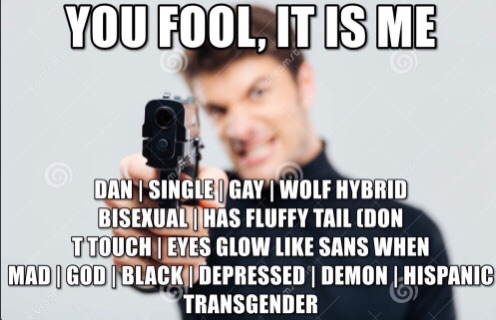 YOU FOOL, IT IS ME
DAN | SINGLE | GAY | WOLF HYBRID
BISEXUAL | HAS FLUFFY TAIL (DON
T TOUCH | EYES GLOW LIKE SANS WHEN
MAD | GOD | BLACK | DEPRESSED | DEMON | HISPANIC
TRANSGENDER